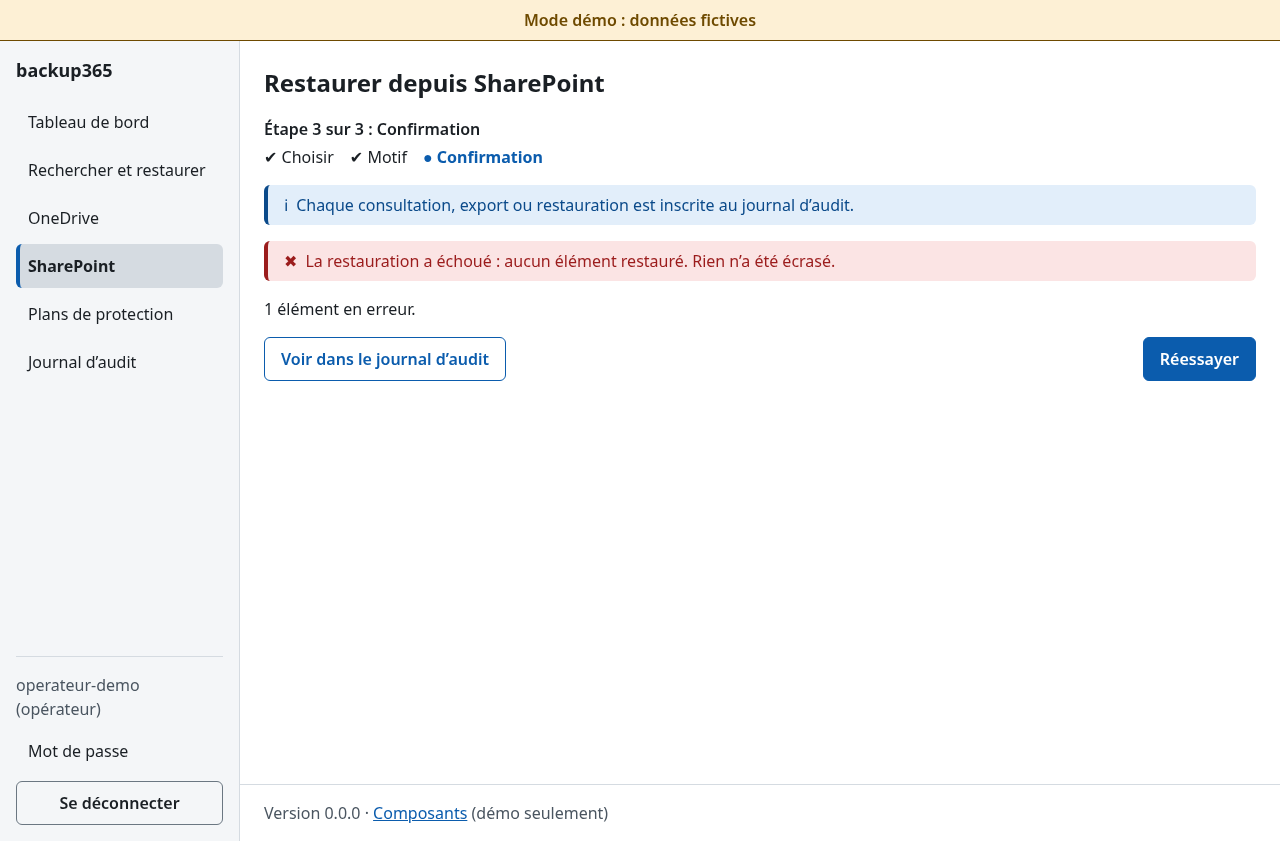 Mode démo : données fictives
backup365
Tableau de bord
Rechercher et restaurer
OneDrive
SharePoint
Plans de protection
Journal d’audit
operateur-demo
(opérateur)
Mot de passe
Se déconnecter
Restaurer depuis SharePoint
Étape 3 sur 3 : Confirmation
✔ Choisir ✔ Motif ● Confirmation
i Chaque consultation, export ou restauration est inscrite au journal d’audit.
✖ La restauration a échoué : aucun élément restauré. Rien n’a été écrasé.
1 élément en erreur.
Voir dans le journal d’audit
Réessayer
Version 0.0.0 · Composants (démo seulement)